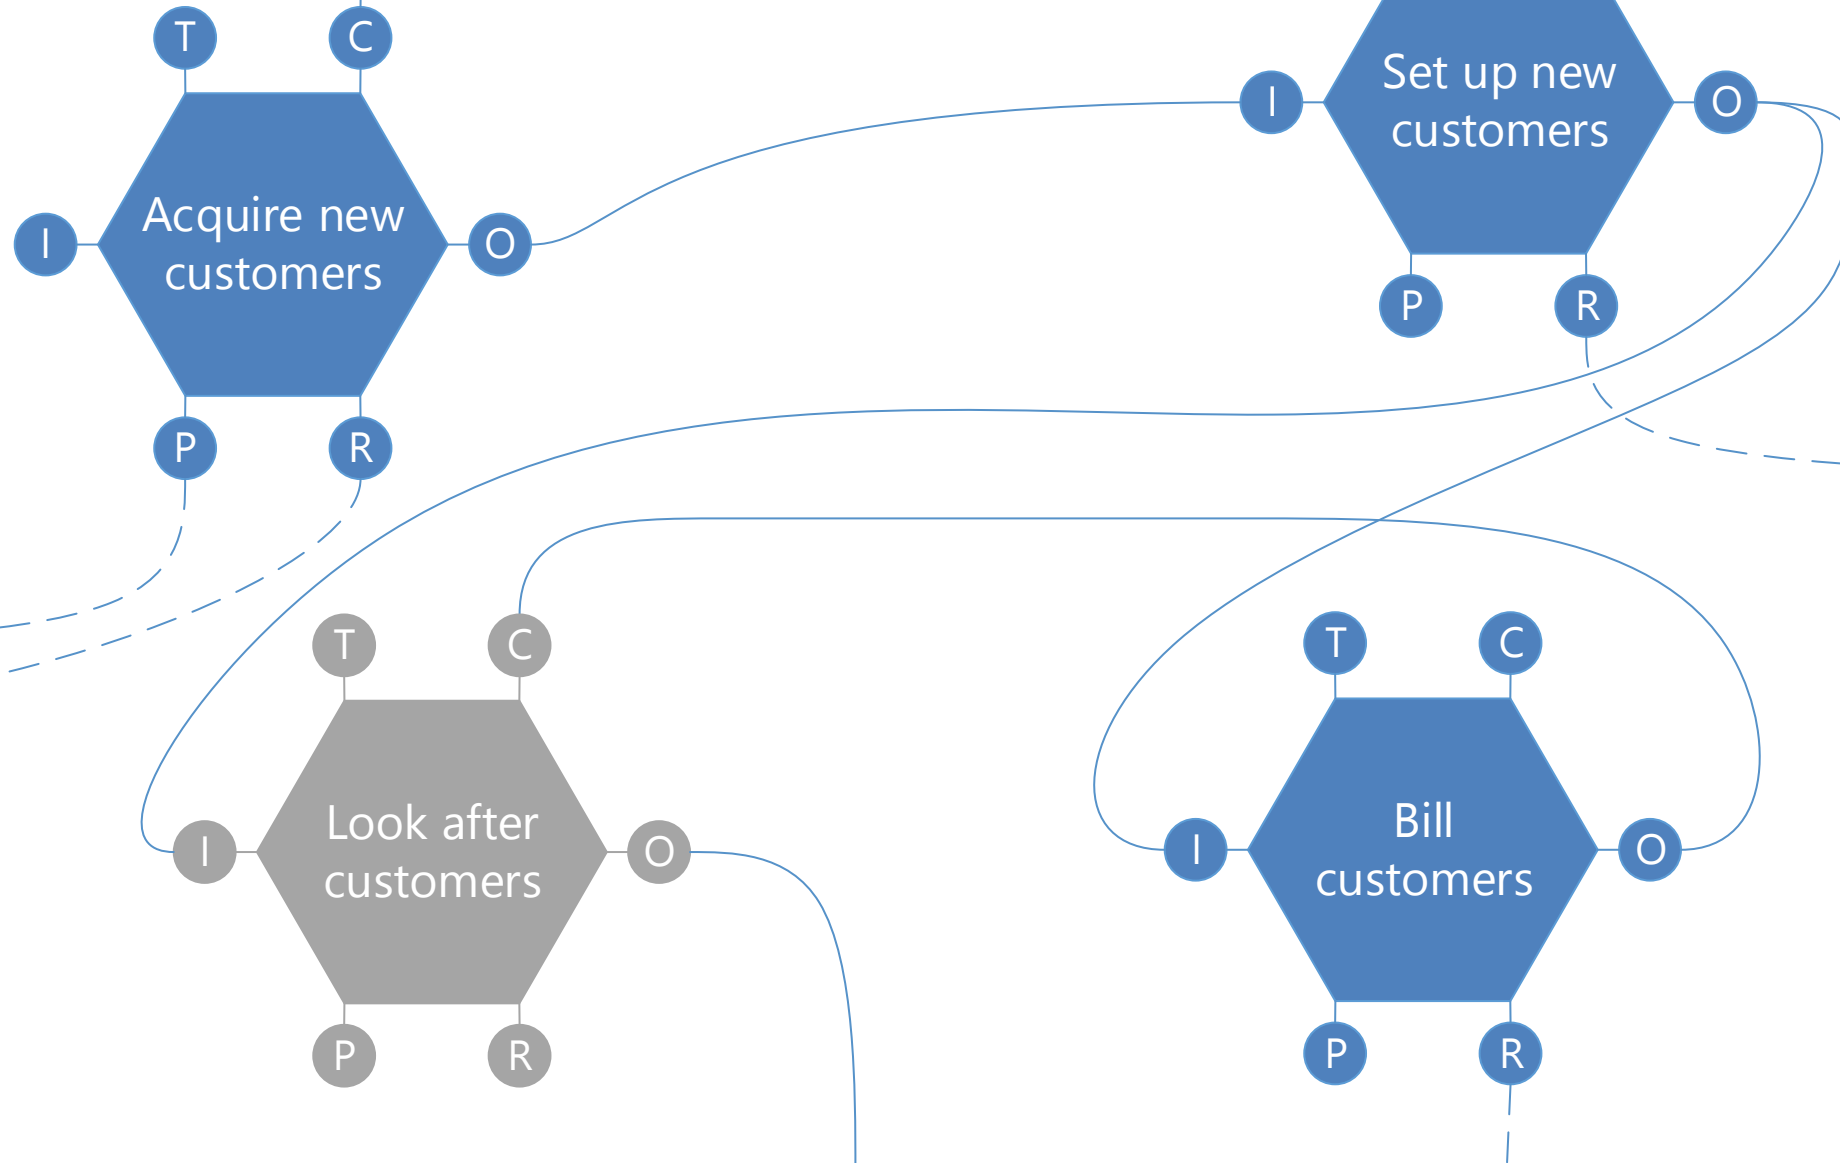 T
C
Acquire new
customers
I
O
P
R
Set up new
customers
I
O
P
R
T
C
Look after
customers
I
O
P
R
T
C
Bill
customers
I
O
P
R